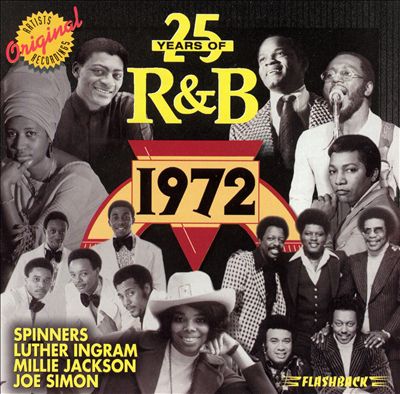 ARTISTS
Original
RECORDINGS
25
YEARS OF
R&B
1972
SPINNERS
LUTHER INGRAM
MILLIE JACKSON
JOE SIMON
FLASHBACK